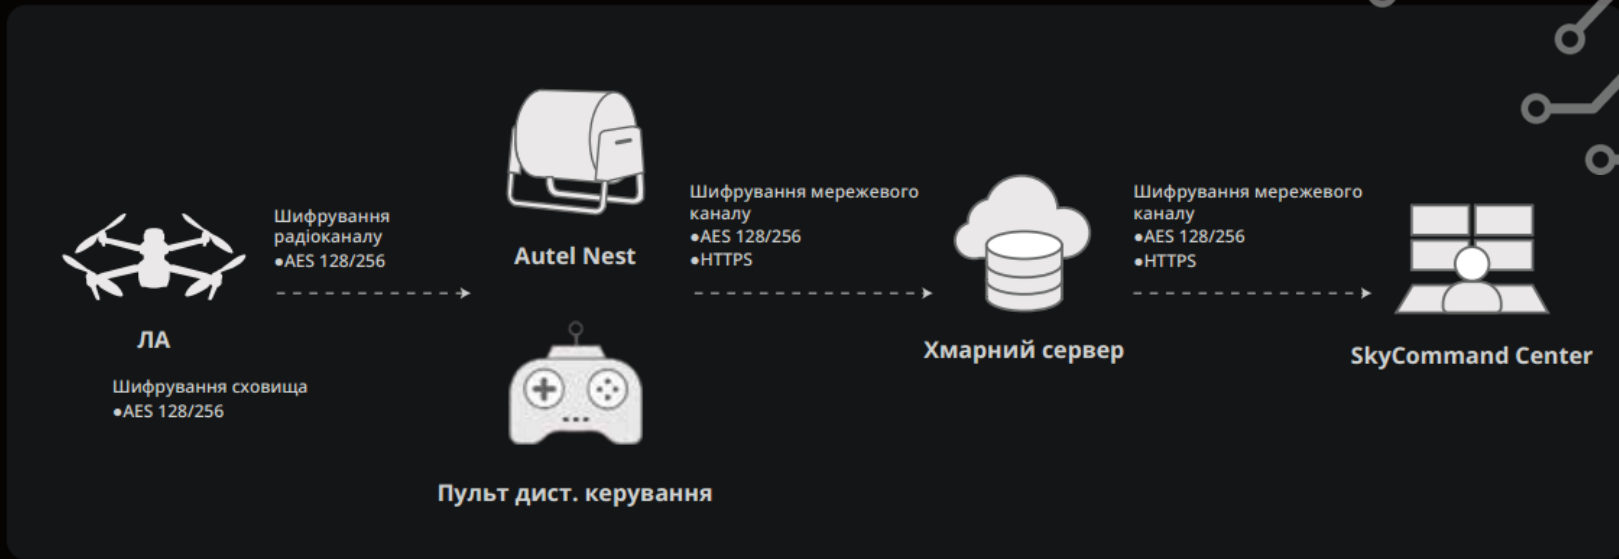 Шифрування
радіоканалу
●AES 128/256
ЛА
Шифрування сховища
●AES 128/256
Autel Nest
Пульт дист. керування
Шифрування мережевого
каналу
●AES 128/256
●HTTPS
Хмарний сервер
Шифрування мережевого
каналу
●AES 128/256
●HTTPS
SkyCommand Center